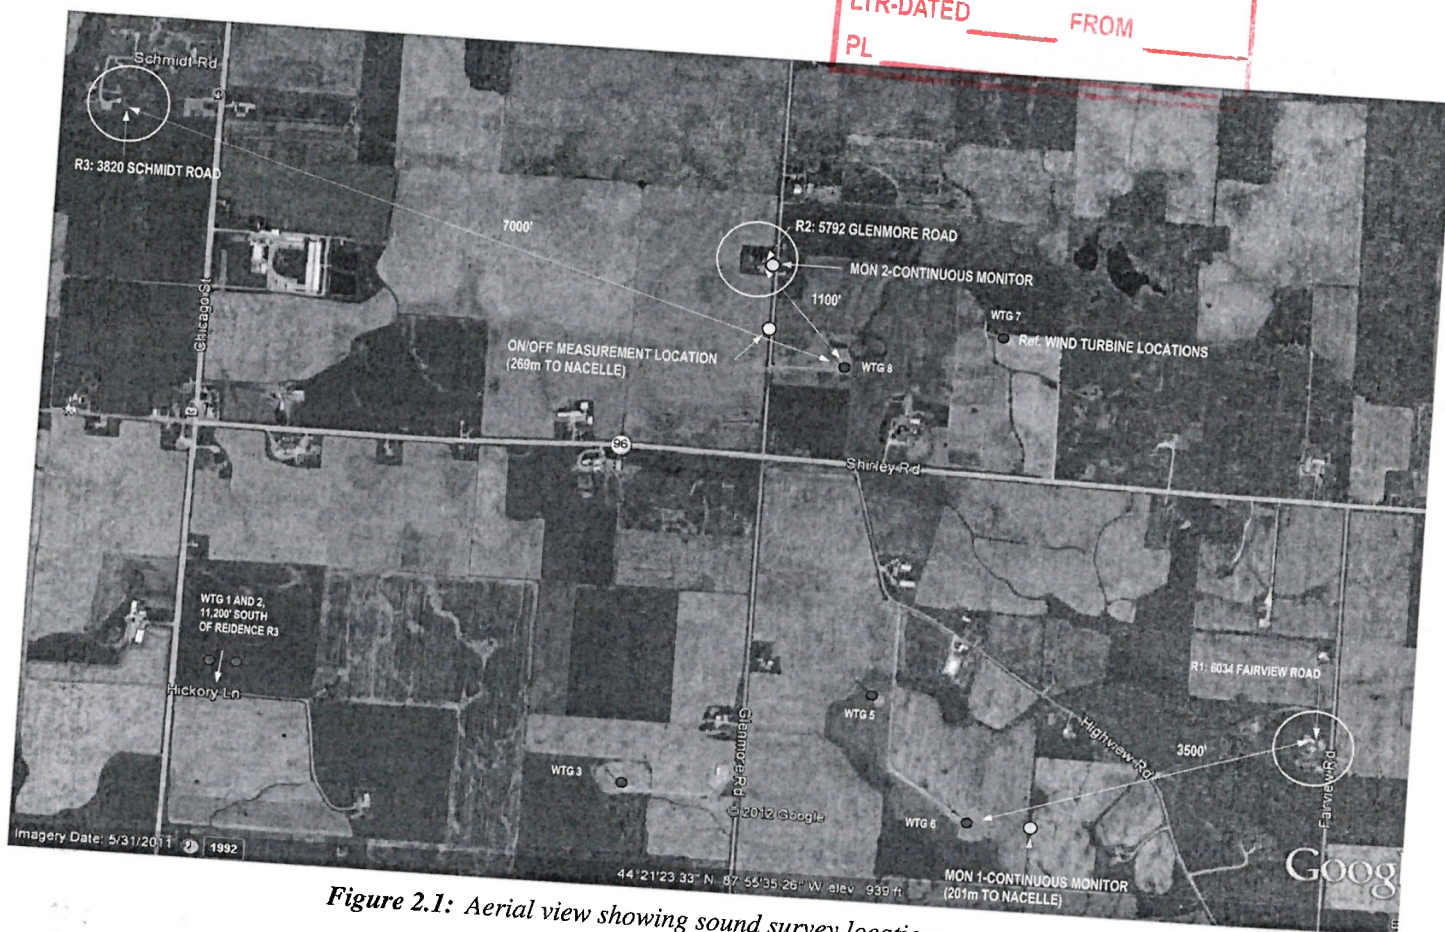 LTR-DATED FROM
PL
Schmidt Rd
R3: 3820 SCHMIDT ROAD
7000'
R2: 5792 GLENMORE ROAD
MON 2-CONTINUOUS MONITOR
1100'
WTG 7
Ref. WIND TURBINE LOCATIONS
Chicago St
ON/OFF MEASUREMENT LOCATION
(269m TO NACELLE)
WTG 8
96
Shirley Rd
WTG 1 AND 2,
11,200' SOUTH
OF REIDENCE R3
Hickory Ln
R1: 6034 FAIRVIEW ROAD
WTG 5
Glenmore Rd
Highview Rd
3500'
Fairview Rd
WTG 3
© 2012 Google
WTG 6
Imagery Date: 5/31/2011 1992
44°21'23 33" N 87 55'35.26" W elev 939 ft
MON 1-CONTINUOUS MONITOR
(201m TO NACELLE)
Goog
Figure 2.1: Aerial view showing sound survey locatio